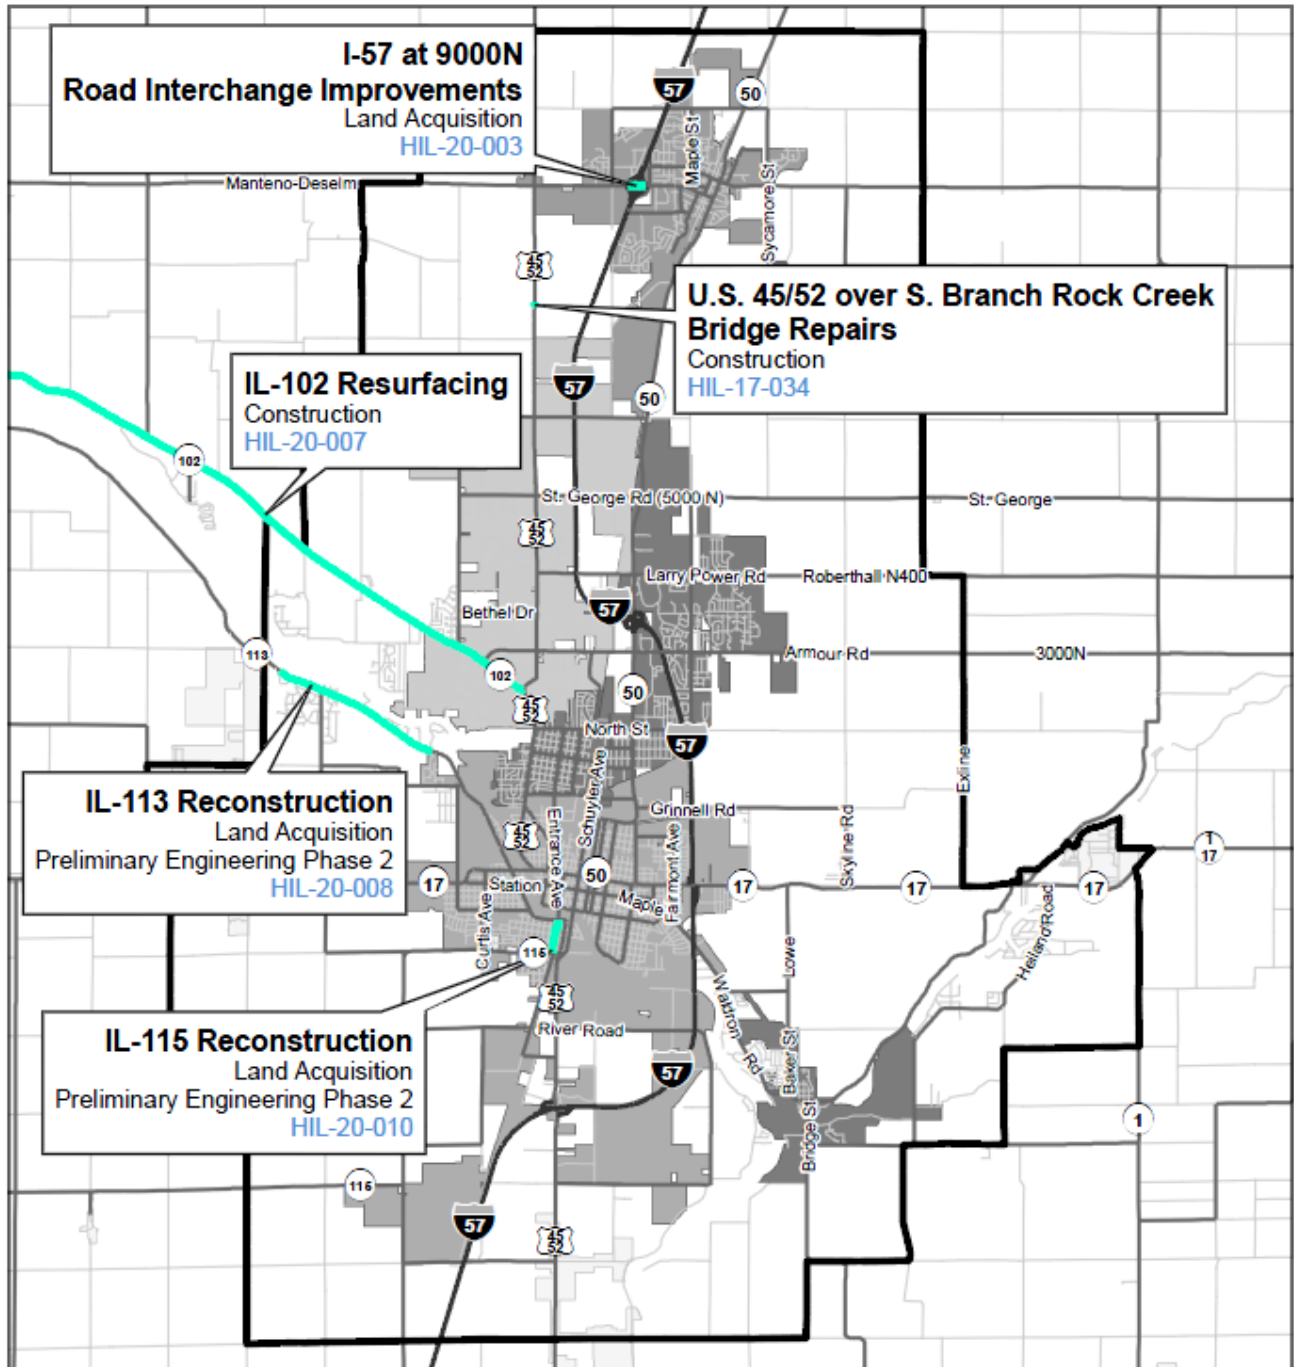 I-57 at 9000N
Road Interchange Improvements
Land Acquisition
HIL-20-003
57
50
Maple St
Manteno-Deselm
Sycamore St
45
52
U.S. 45/52 over S. Branch Rock Creek
Bridge Repairs
Construction
HIL-17-034
IL-102 Resurfacing
Construction
HIL-20-007
57
50
102
St. George Rd (5000 N)
St. George
45
52
Larry Power Rd
Roberthall N400
57
Bethel Dr
113
Armour Rd
3000N
102
50
45
52
North St
57
Exline
IL-113 Reconstruction
Land Acquisition
Preliminary Engineering Phase 2
HIL-20-008
Schuyler Ave
Grinnell Rd
Entrance Ave
45
52
Fairmont Ave
Skyline Rd
T
17
17
Station
50
Maple
17
17
17
Curtis Ave
Heiland Road
115
Lowe
45
52
Waldron Rd
IL-115 Reconstruction
Land Acquisition
Preliminary Engineering Phase 2
HIL-20-010
River Road
57
Baker St
Bridge St
1
115
57
45
52